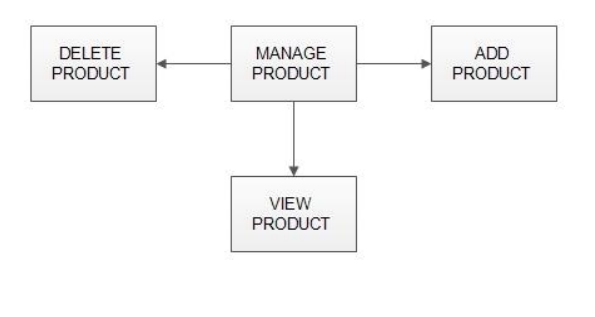 DELETE
PRODUCT
MANAGE
PRODUCT
ADD
PRODUCT
VIEW
PRODUCT